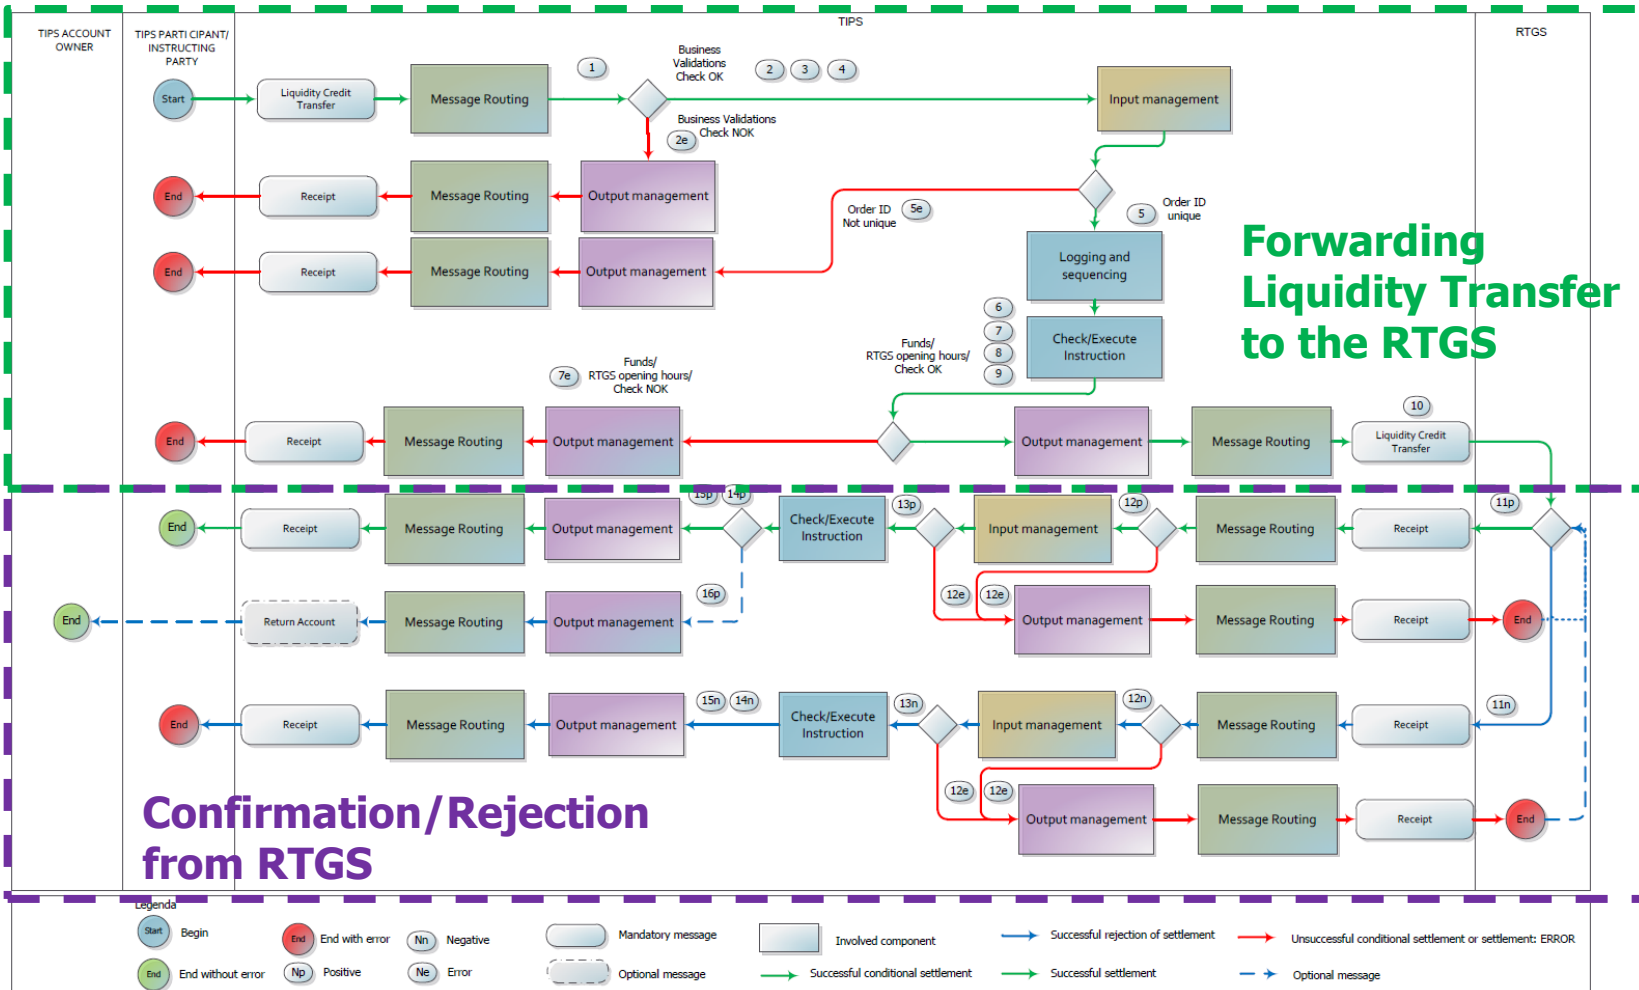 TIPS
TIPS ACCOUNT
OWNER
TIPS PARTICIPANT/
INSTRUCTING
PARTY
RTGS
Start
Liquidity Credit
Transfer
Message Routing
1
Business
Validations
Check OK
2
3
4
Input management
Business Validations
Check NOK
2e
End
Receipt
Message Routing
Output management
Order ID
Not unique
5e
5
Order ID
unique
End
Receipt
Message Routing
Output management
Logging and
sequencing
Forwarding
Liquidity Transfer
to the RTGS
6
7
8
9
Check/Execute
Instruction
Funds/
RTGS opening hours/
Check OK
7e
Funds/
RTGS opening hours/
Check NOK
End
Receipt
Message Routing
Output management
Output management
Message Routing
10
Liquidity Credit
Transfer
End
Receipt
Message Routing
Output management
15p
14p
Check/Execute
Instruction
13p
Input management
12p
Message Routing
Receipt
11p
End
Return Account
Message Routing
Output management
16p
12e
12e
Output management
Message Routing
Receipt
End
End
Receipt
Message Routing
Output management
15n
14n
Check/Execute
Instruction
13n
Input management
12n
Message Routing
Receipt
11n
12e
12e
Output management
Message Routing
Receipt
End
Confirmation/Rejection
from RTGS
Legenda
Start
Begin
End
End with error
Nn
Negative
Mandatory message
Involved component
Successful rejection of settlement
Unsuccessful conditional settlement or settlement: ERROR
End
End without error
Np
Positive
Ne
Error
Optional message
Successful conditional settlement
Successful settlement
Optional message